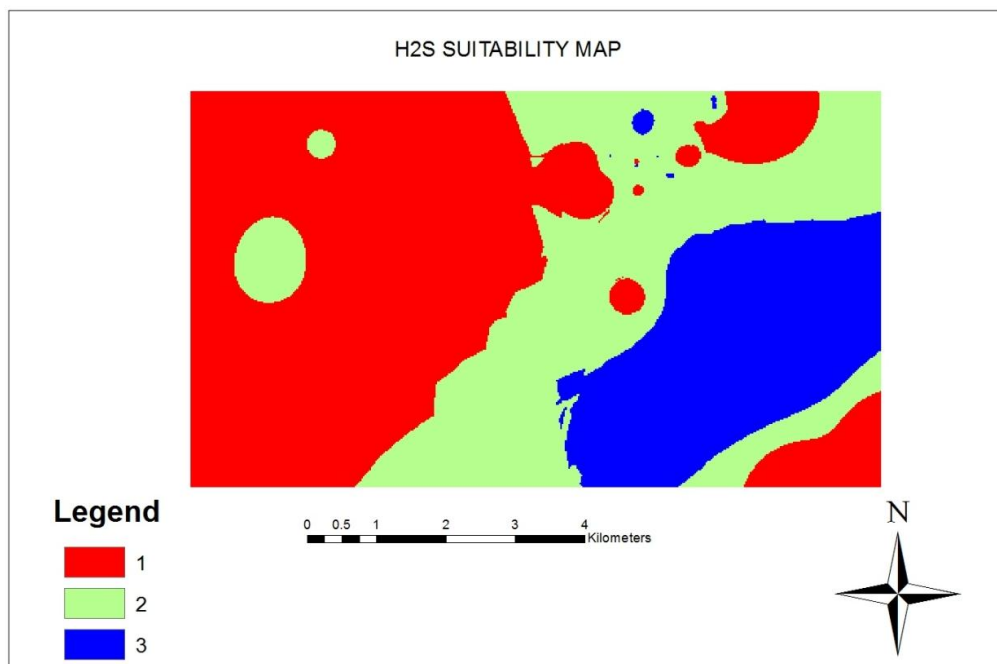 H2S SUITABILITY MAP
Legend
1
2
3
0 0.5 1 2 3 4
Kilometers
N